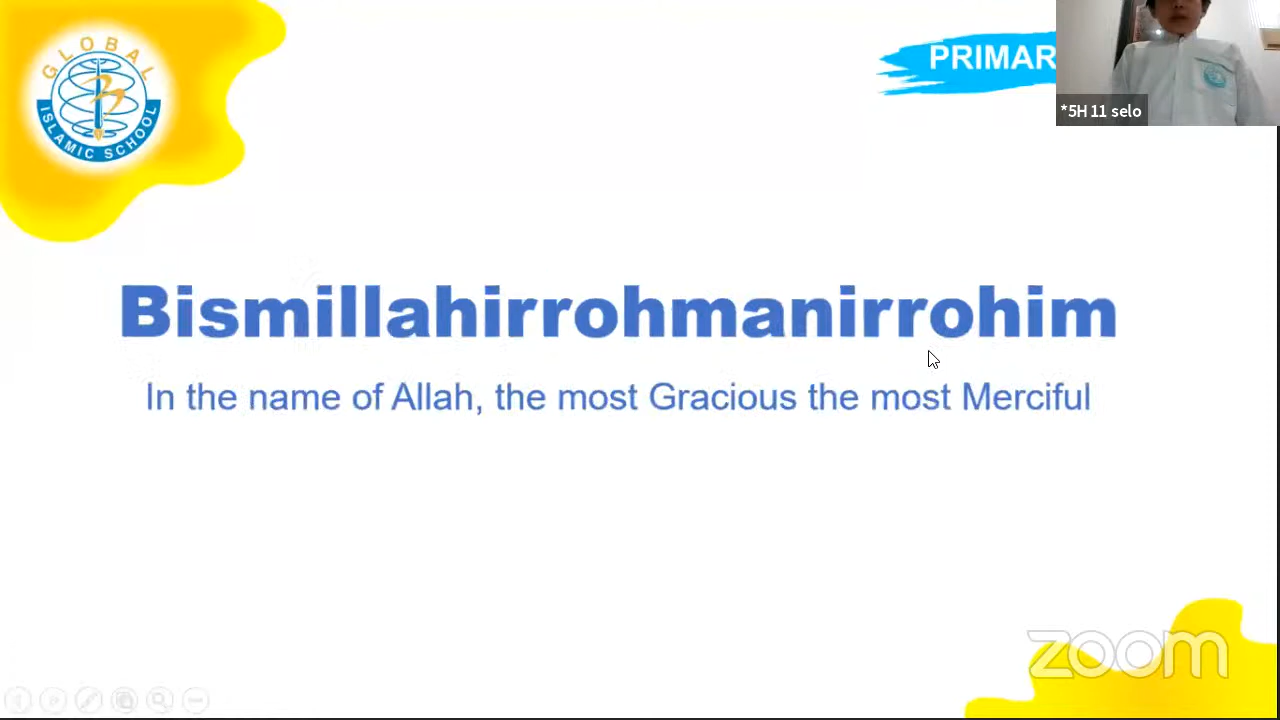 GLOBAL
ISLAMIC SCHOOL
PRIMAR
*5H 11 selo
Bismillahirrohmanirrohim
In the name of Allah, the most Gracious the most Merciful
zoom